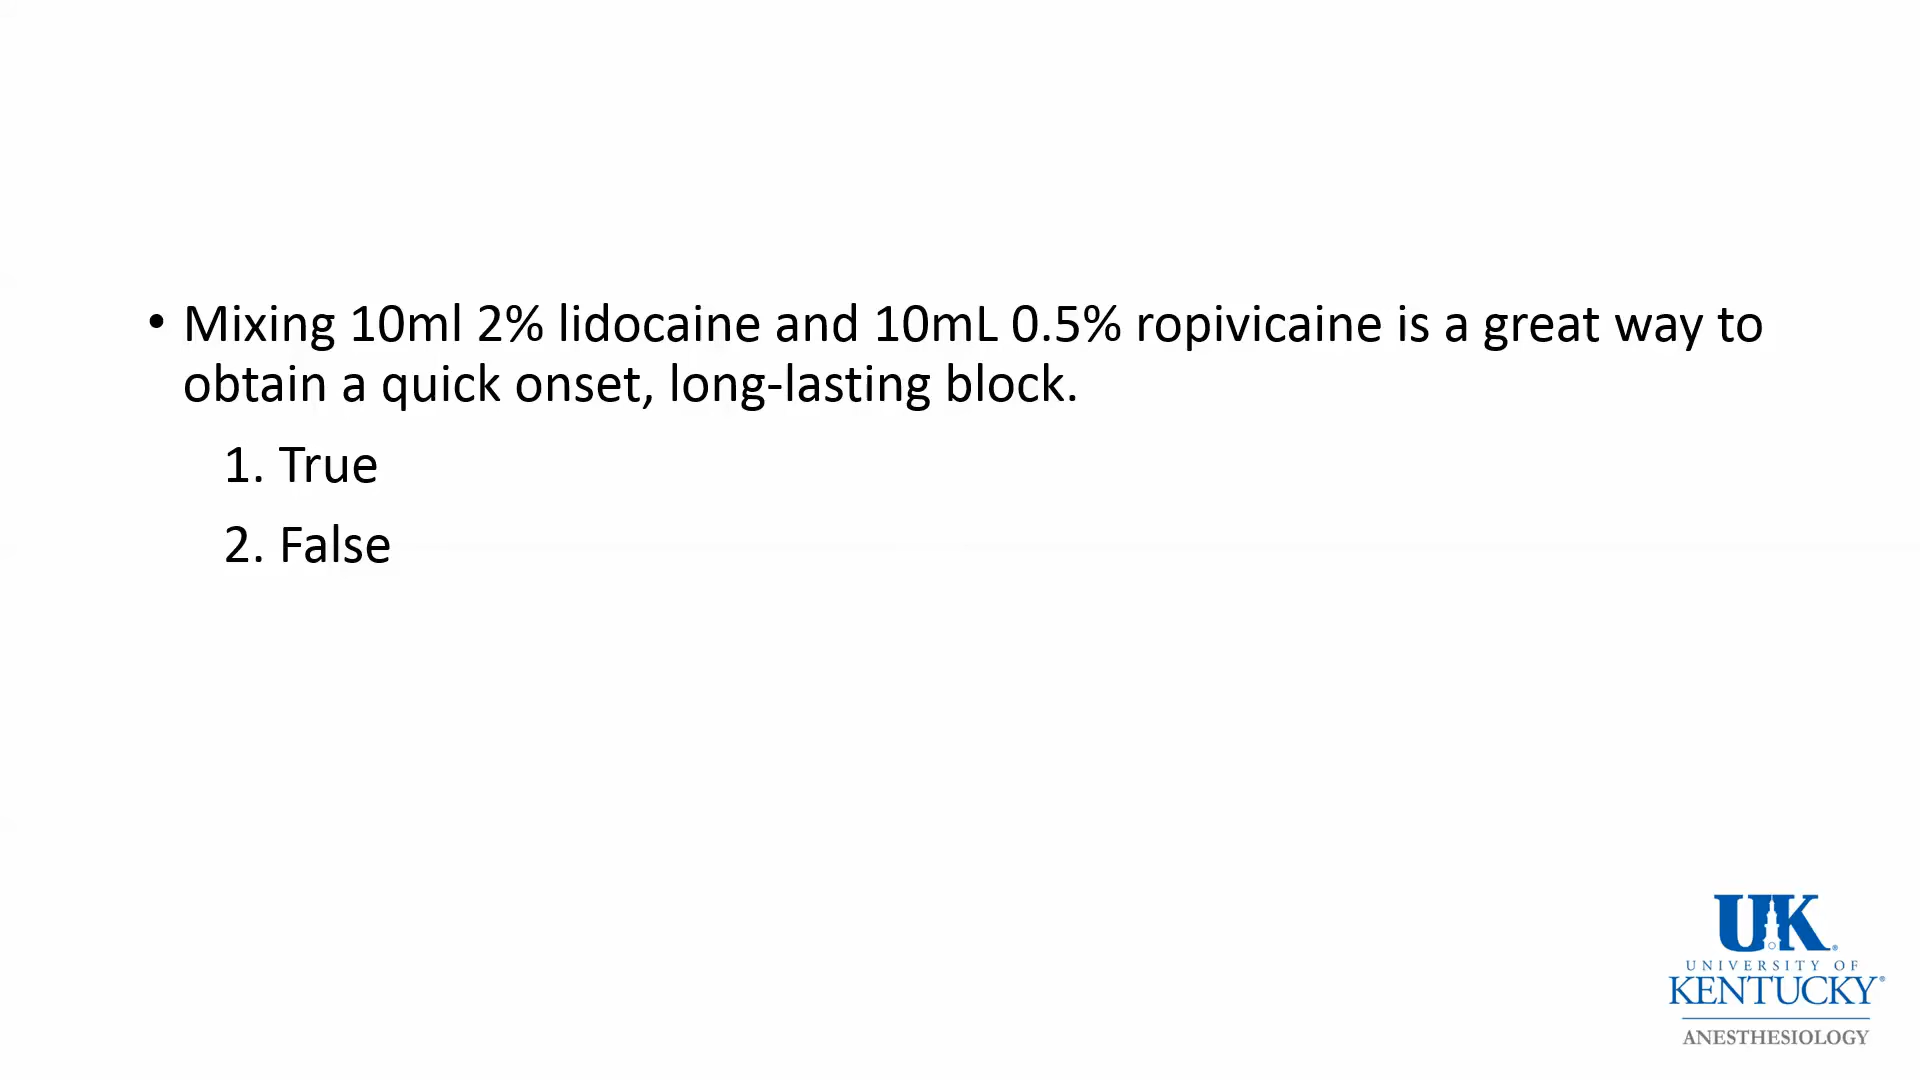 • Mixing 10ml 2% lidocaine and 10mL 0.5% ropivicaine is a great way to
obtain a quick onset, long-lasting block.
1. True
2. False
UK®
UNIVERSITY OF
KENTUCKY®
ANESTHESIOLOGY